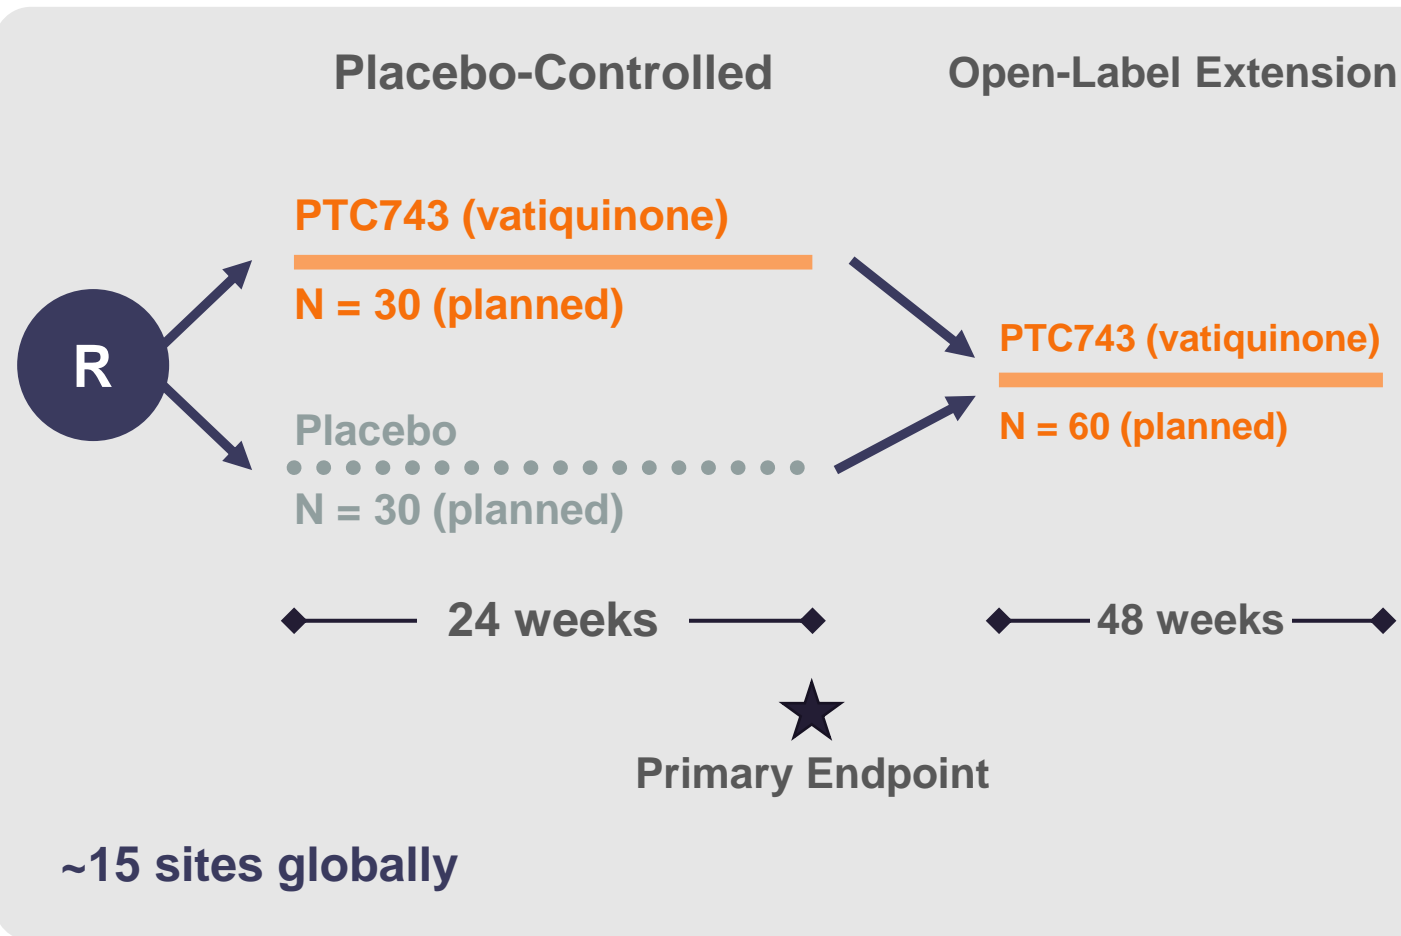 Placebo-Controlled
Open-Label Extension
PTC743 (vatiquinone)
N = 30 (planned)
R
PTC743 (vatiquinone)
N = 60 (planned)
Placebo
N = 30 (planned)
24 weeks
48 weeks
Primary Endpoint
~15 sites globally